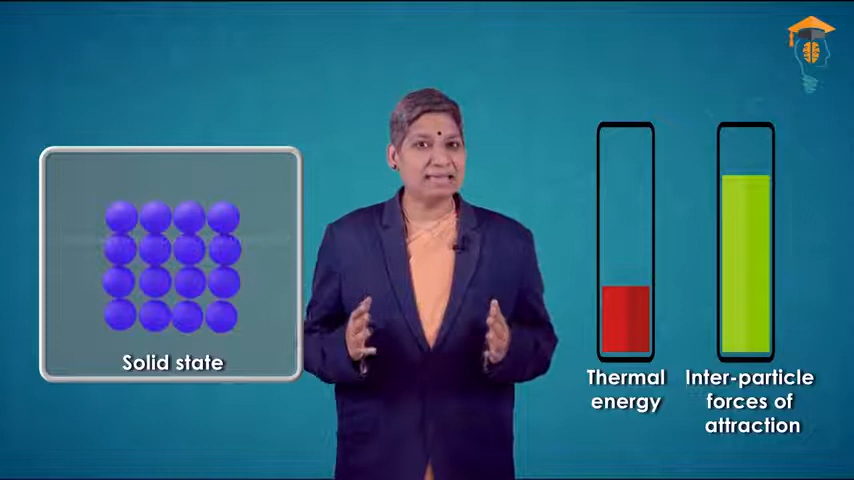 Solid state
Thermal
energy
Inter-particle
forces of
attraction